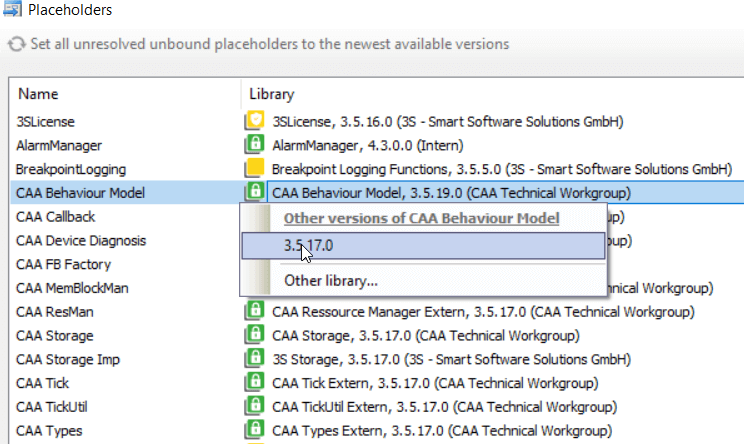 Placeholders
Set all unresolved unbound placeholders to the newest available versions
Name Library
3SLicense 3SLicense, 3.5.16.0 (3S - Smart Software Solutions GmbH)
AlarmManager AlarmManager, 4.3.0.0 (Intern)
BreakpointLogging Breakpoint Logging Functions, 3.5.5.0 (3S - Smart Software Solutions GmbH)
CAA Behaviour Model CAA Behaviour Model, 3.5.19.0 (CAA Technical Workgroup)
CAA Callback Other versions of CAA Behaviour Model up)
CAA Device Diagnosis 3.5.17.0 up)
CAA FB Factory
CAA MemBlockMan Other library... Workgroup)
CAA ResMan CAA Ressource Manager Extern, 3.5.17.0 (CAA Technical Workgroup)
CAA Storage CAA Storage, 3.5.17.0 (CAA Technical Workgroup)
CAA Storage Imp 3S Storage, 3.5.17.0 (3S - Smart Software Solutions GmbH)
CAA Tick CAA Tick Extern, 3.5.17.0 (CAA Technical Workgroup)
CAA TickUtil CAA TickUtil Extern, 3.5.17.0 (CAA Technical Workgroup)
CAA Types CAA Types Extern, 3.5.17.0 (CAA Technical Workgroup)